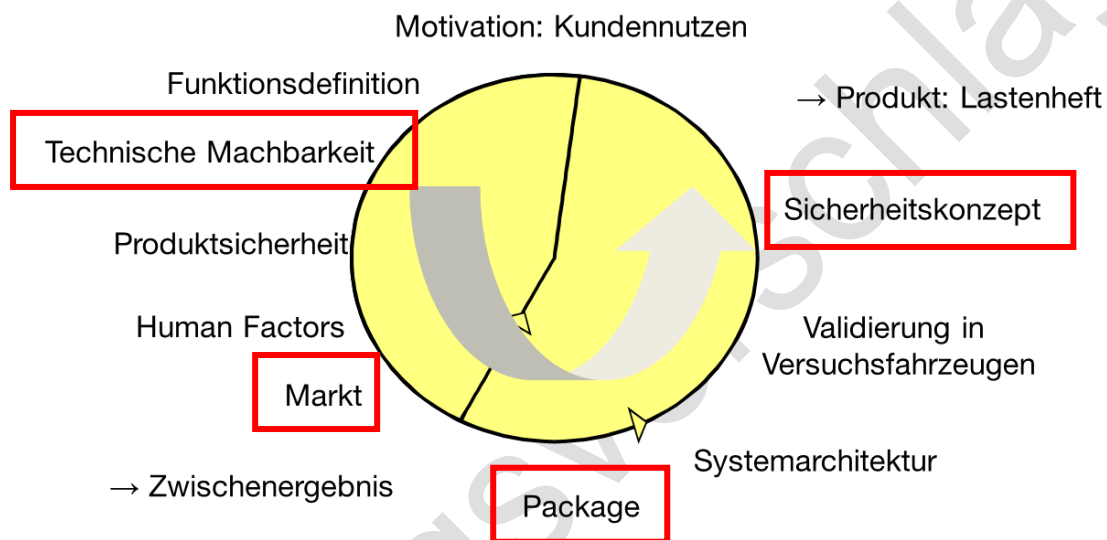 Motivation: Kundennutzen
Funktionsdefinition
→ Produkt: Lastenheft
Technische Machbarkeit
Sicherheitskonzept
Produktsicherheit
Human Factors
Validierung in
Versuchsfahrzeugen
Markt
Systemarchitektur
→ Zwischenergebnis
Package